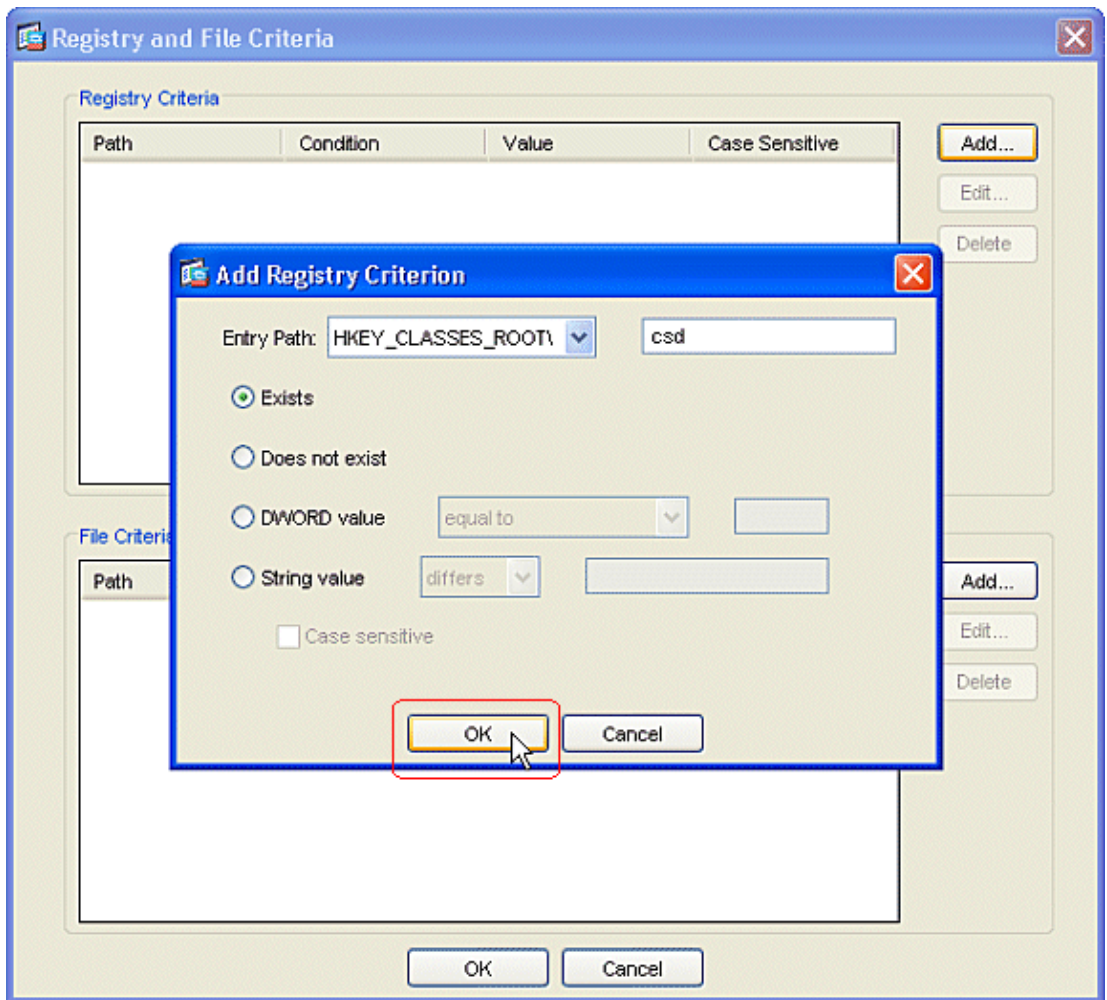 Registry and File Criteria
Registry Criteria
Path Condition Value Case Sensitive
Add...
Edit...
Delete
Add Registry Criterion
Entry Path: HKEY_CLASSES_ROOT\ csd
Exists
Does not exist
DWORD value equal to
String value differs
Case sensitive
OK Cancel
File Criteria
Path
Add...
Edit...
Delete
OK Cancel